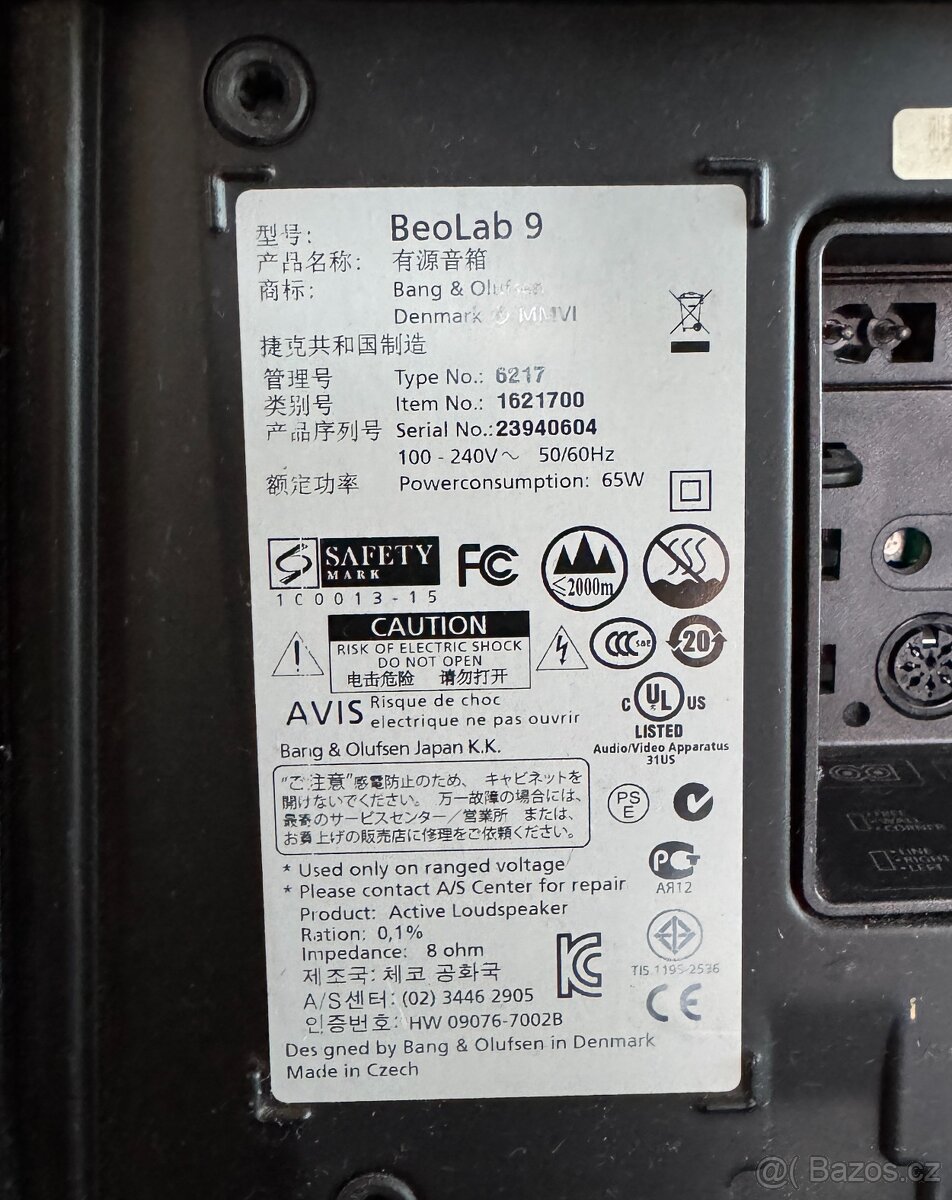 型号: BeoLab 9
产品名称: 有源音箱
商标: Bang & Olufsen
Denmark © MMVI
捷克共和国制造
管理号 Type No.: 6217
类别号 Item No.: 1621700
产品序列号 Serial No.:23940604
100 - 240V~ 50/60Hz
额定功率 Powerconsumption: 65W
SAFETY
MARK
1C0013-15
FC
≤2000m
CAUTION
RISK OF ELECTRIC SHOCK
DO NOT OPEN
电击危险 请勿打开
CCC S&E
20
AVIS Risque de choc
electrique ne pas ouvrir
C UL US
LISTED
Audio/Video Apparatus
31US
Bang & Olufsen Japan K.K.
"ご注意"感電防止のため、キャビネットを
開けないでください。 万一故障の場合には、
最寄のサービスセンター／営業所 または、
お買上げの販売店に修理をご依頼ください。
PS
E
* Used only on ranged voltage
* Please contact A/S Center for repair
PG
АЯ12
Product: Active Loudspeaker
Ration: 0,1%
Impedance: 8 ohm
제조국: 체코 공화국
A/S센터: (02) 3446 2905
인증번호: HW 09076-7002B
KC
TIS 1195-2536
CE
Designed by Bang & Olufsen in Denmark
Made in Czech
FREE
WALL
CORNER
LINE
RIGHT
LEFT
@( Bazos.cz